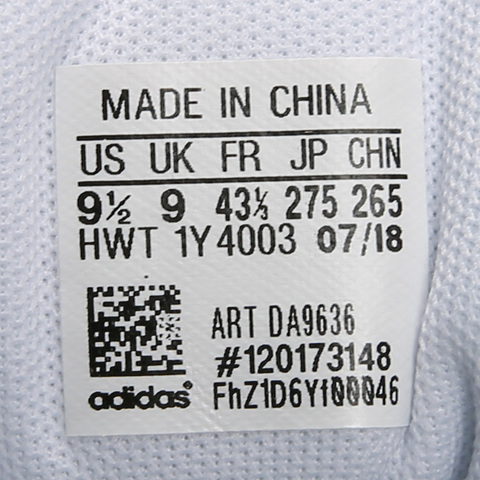 MADE IN CHINA
US UK FR JP CHN
9½ 9 43⅓ 275 265
HWT 1Y4003 07/18
ART DA9636
#120173148
FhZ1D6Yf00046
adidas®